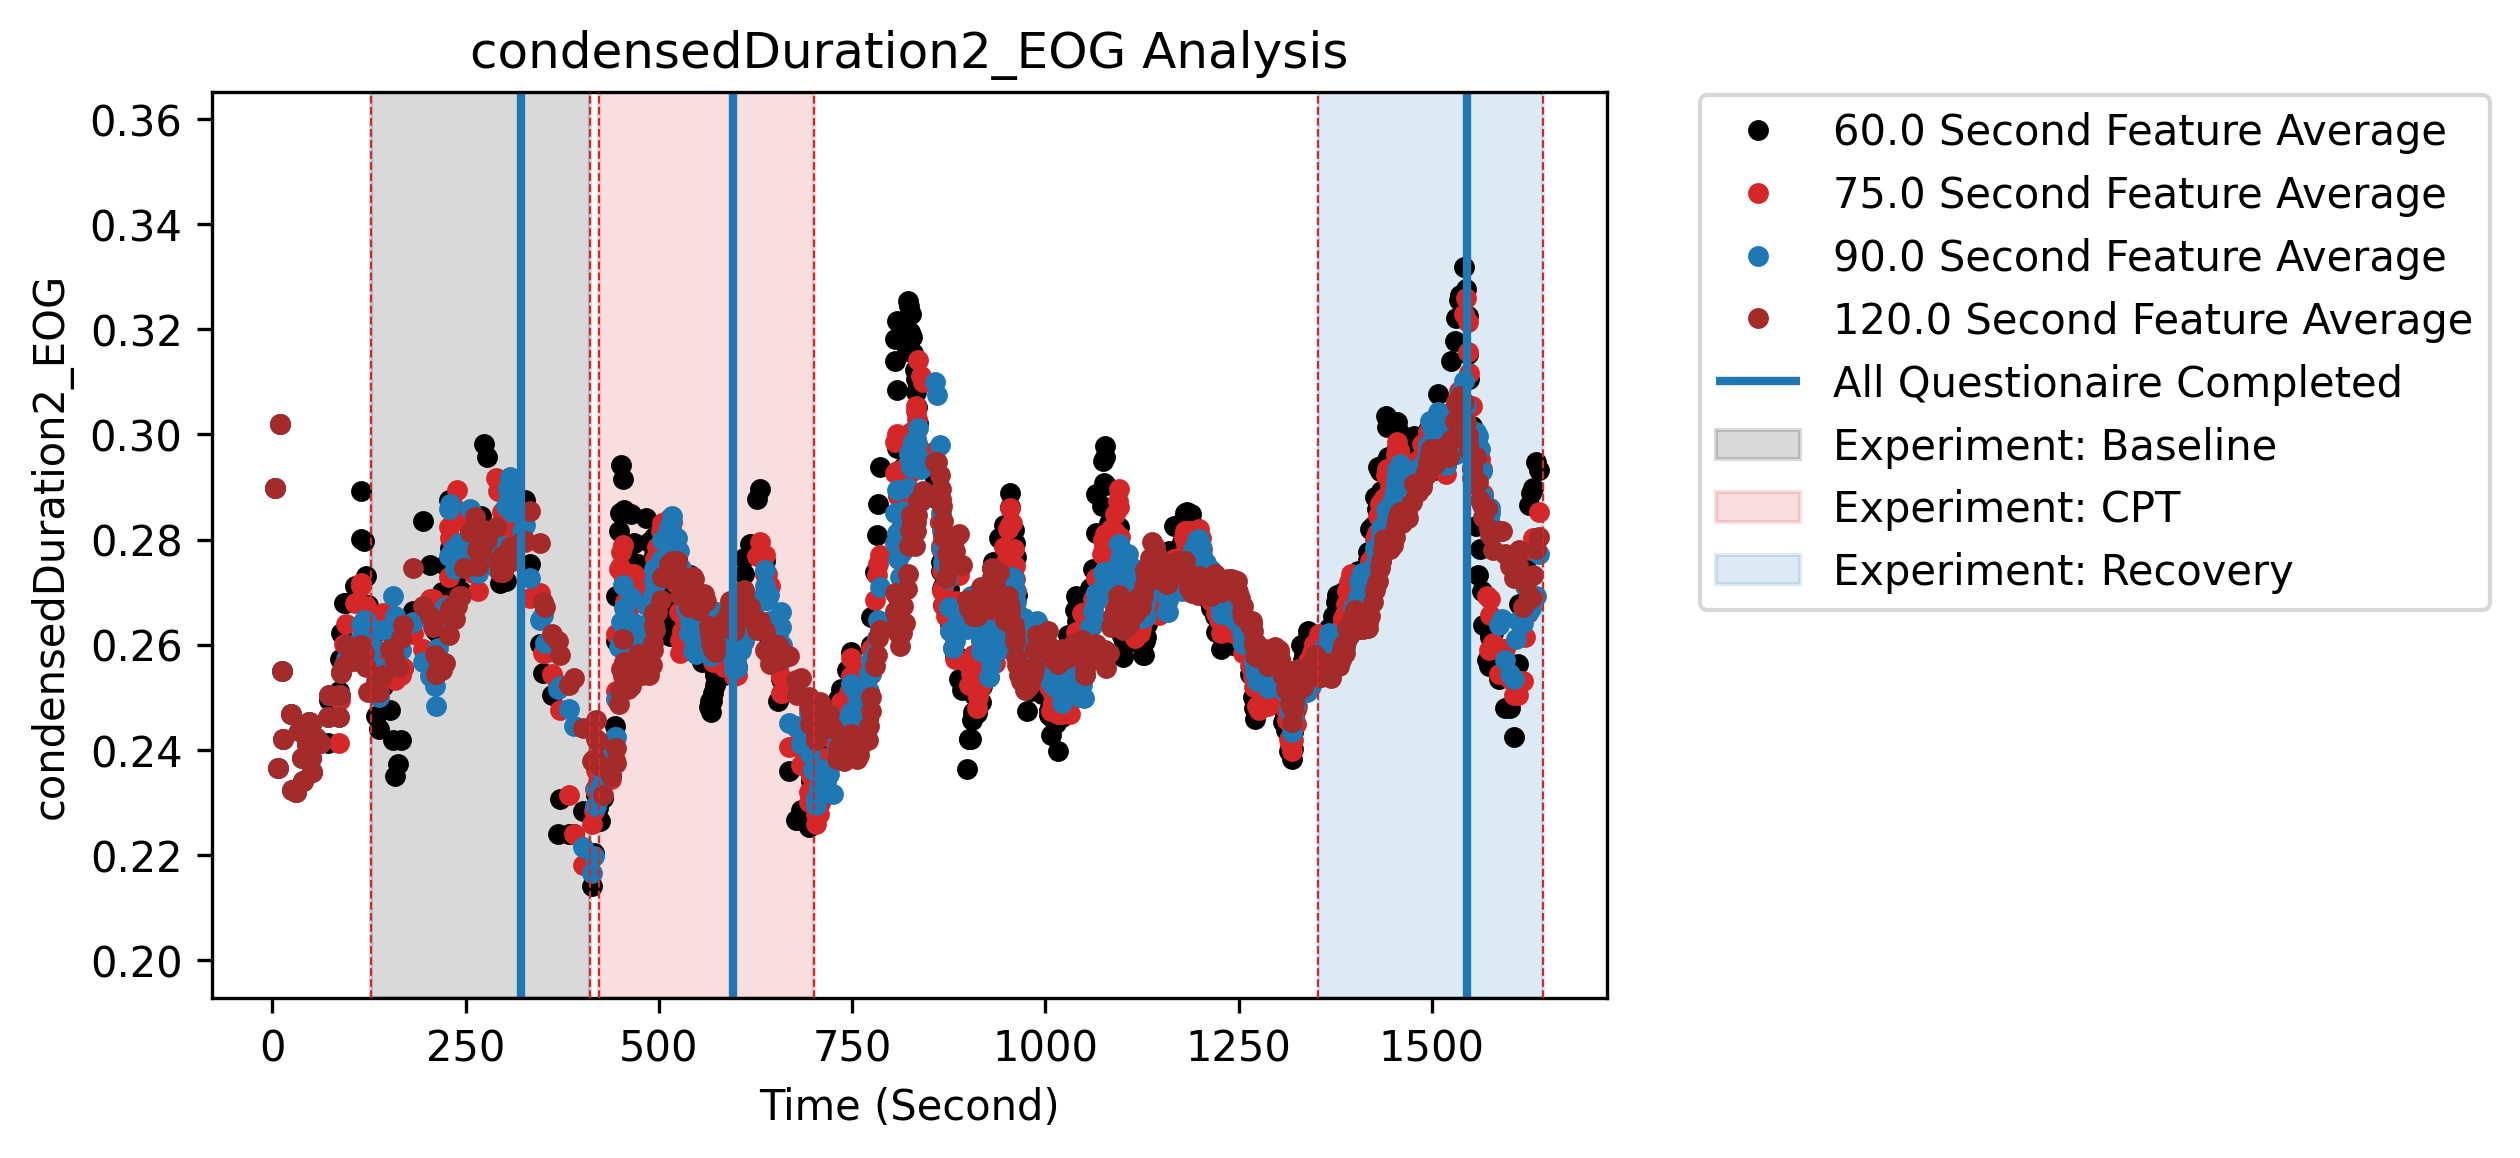 condensedDuration2_EOG Analysis
condensedDuration2_EOG
0.36
0.34
0.32
0.30
0.28
0.26
0.24
0.22
0.20
0
250
500
750
1000
1250
1500
Time (Second)
60.0 Second Feature Average
75.0 Second Feature Average
90.0 Second Feature Average
120.0 Second Feature Average
All Questionaire Completed
Experiment: Baseline
Experiment: CPT
Experiment: Recovery